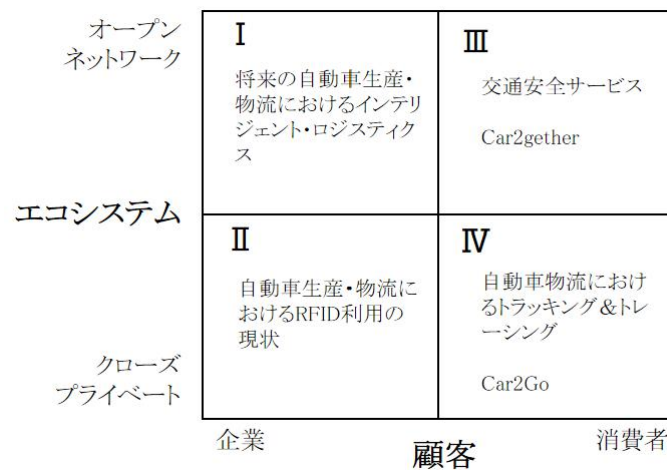 オープン
ネットワーク
Ⅰ
将来の自動車生産・
物流におけるインテリ
ジェント・ロジスティク
ス
Ⅲ
交通安全サービス
Car2gether
エコシステム
Ⅱ
自動車生産・物流に
おけるRFID利用の
現状
Ⅳ
自動車物流におけ
るトラッキング&トレ
ーシング
Car2Go
クローズ
プライベート
企業
顧客
消費者